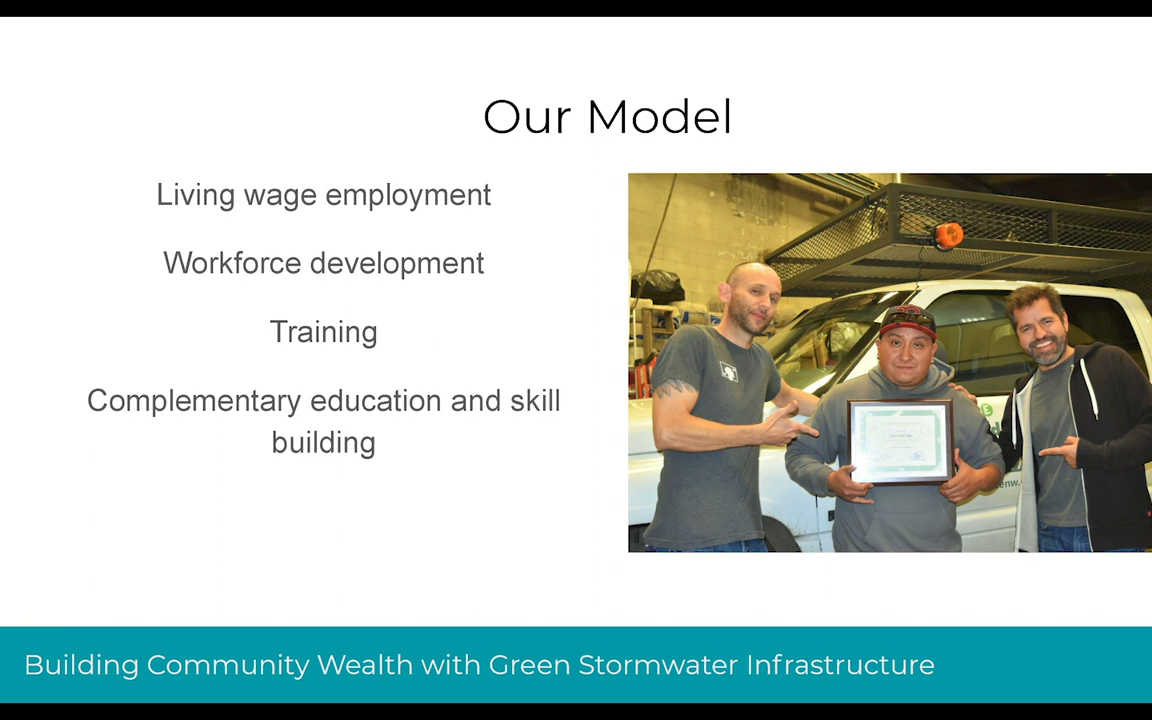 Our Model
Living wage employment
Workforce development
Training
Complementary education and skill
building
Building Community Wealth with Green Stormwater Infrastructure